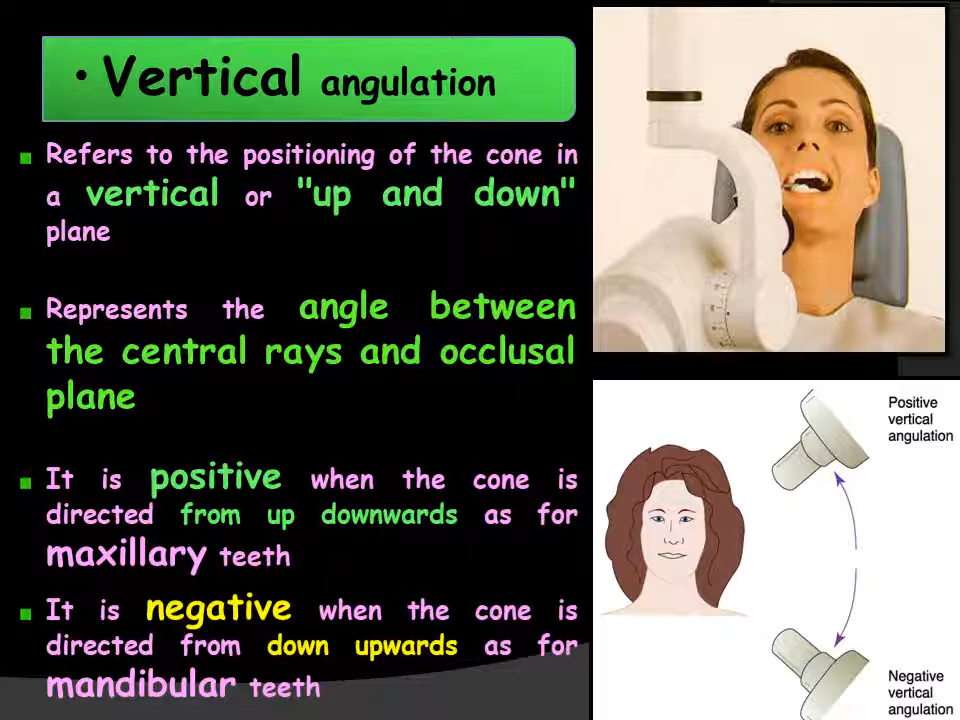 • Vertical angulation
Refers to the positioning of the cone in
a vertical or "up and down"
plane
Represents the angle between
the central rays and occlusal
plane
It is positive when the cone is
directed from up downwards as for
maxillary teeth
It is negative when the cone is
directed from down upwards as for
mandibular teeth
Positive
vertical
angulation
Negative
vertical
angulation